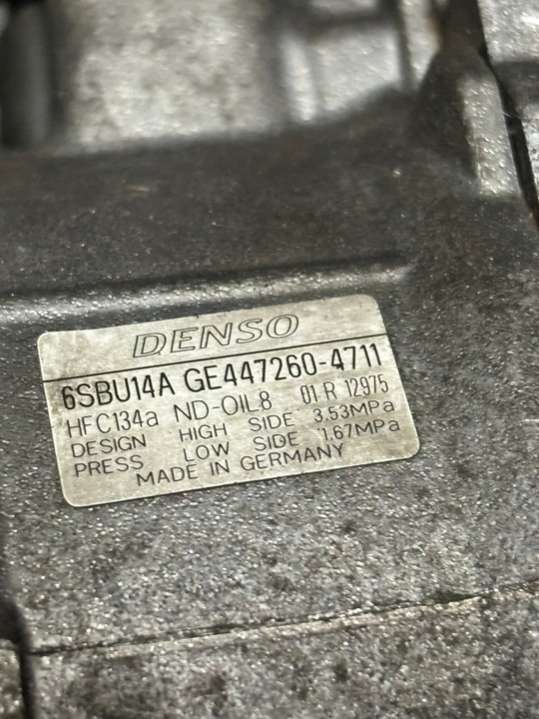 DENSO
6SBU14A GE447260-4711
HFC134a ND-OIL8 01 R 12975
DESIGN HIGH SIDE 3.53MPa
PRESS LOW SIDE 1.67MPa
MADE IN GERMANY